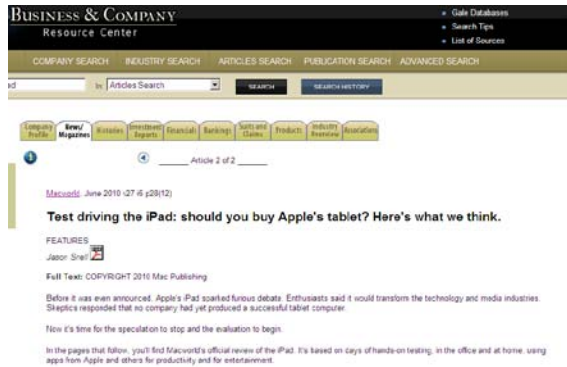 BUSINESS & COMPANY
Resource Center
Gale Databases
Search Tips
List of Sources
COMPANY SEARCH INDUSTRY SEARCH ARTICLES SEARCH PUBLICATION SEARCH ADVANCED SEARCH
in Articles Search SEARCH SEARCH HISTORY
Company Profile News/ Magazines Histories Investment Reports Financials Rankings Suits and Claims Products Industry Overview Associations
Article 2 of 2
Macworld, June 2010 v27 i6 p28(12)
Test driving the iPad: should you buy Apple's tablet? Here's what we think.
FEATURES
Jason Snell
Full Text: COPYRIGHT 2010 Mac Publishing
Before it was even announced, Apple's iPad sparked furious debate. Enthusiasts said it would transform the technology and media industries.
Skeptics responded that no company had yet produced a successful tablet computer.
Now it's time for the speculation to stop and the evaluation to begin.
In the pages that follow, you'll find Macworld's official review of the iPad. It's based on days of hands-on testing, in the office and at home, using
apps from Apple and others for productivity and for entertainment.